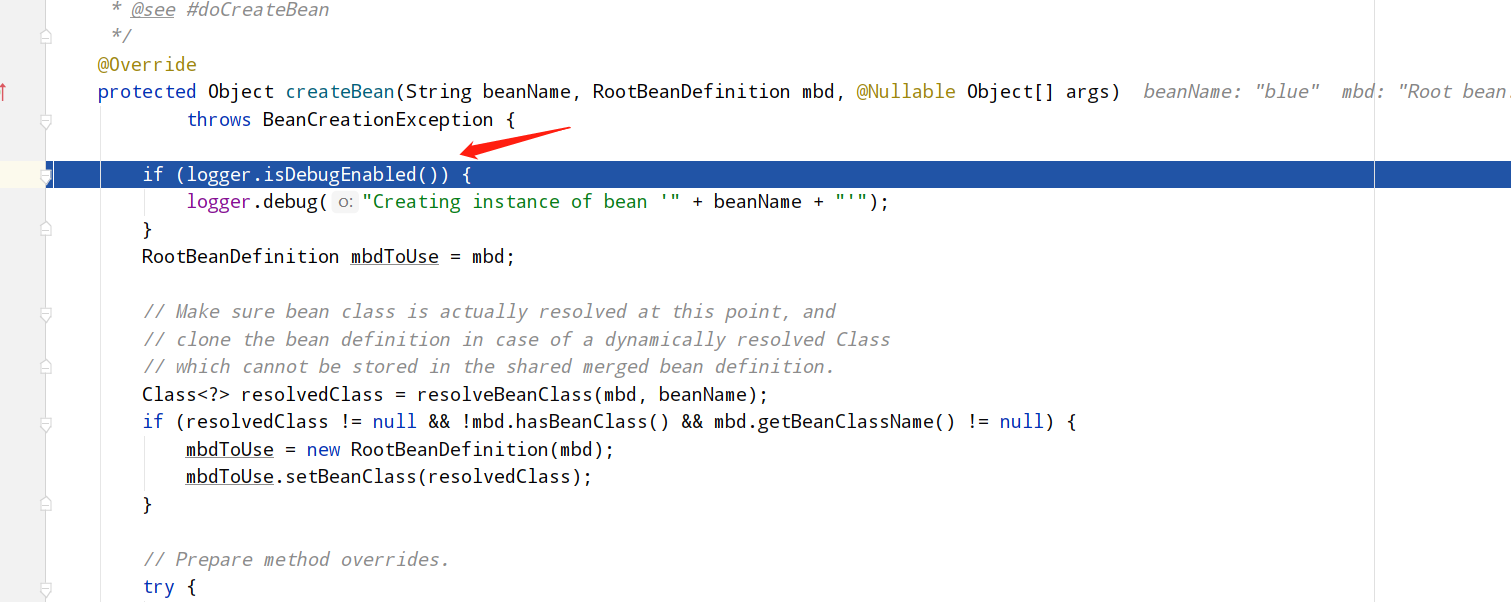 * @see #doCreateBean
*/
@Override
protected Object createBean(String beanName, RootBeanDefinition mbd, @Nullable Object[] args)  beanName: "blue"  mbd: "Root bean:
throws BeanCreationException {
if (logger.isDebugEnabled()) {
logger.debug( o: "Creating instance of bean '" + beanName + "'");
}
RootBeanDefinition mbdToUse = mbd;
// Make sure bean class is actually resolved at this point, and
// clone the bean definition in case of a dynamically resolved Class
// which cannot be stored in the shared merged bean definition.
Class<?> resolvedClass = resolveBeanClass(mbd, beanName);
if (resolvedClass != null && !mbd.hasBeanClass() && mbd.getBeanClassName() != null) {
mbdToUse = new RootBeanDefinition(mbd);
mbdToUse.setBeanClass(resolvedClass);
}
// Prepare method overrides.
try {